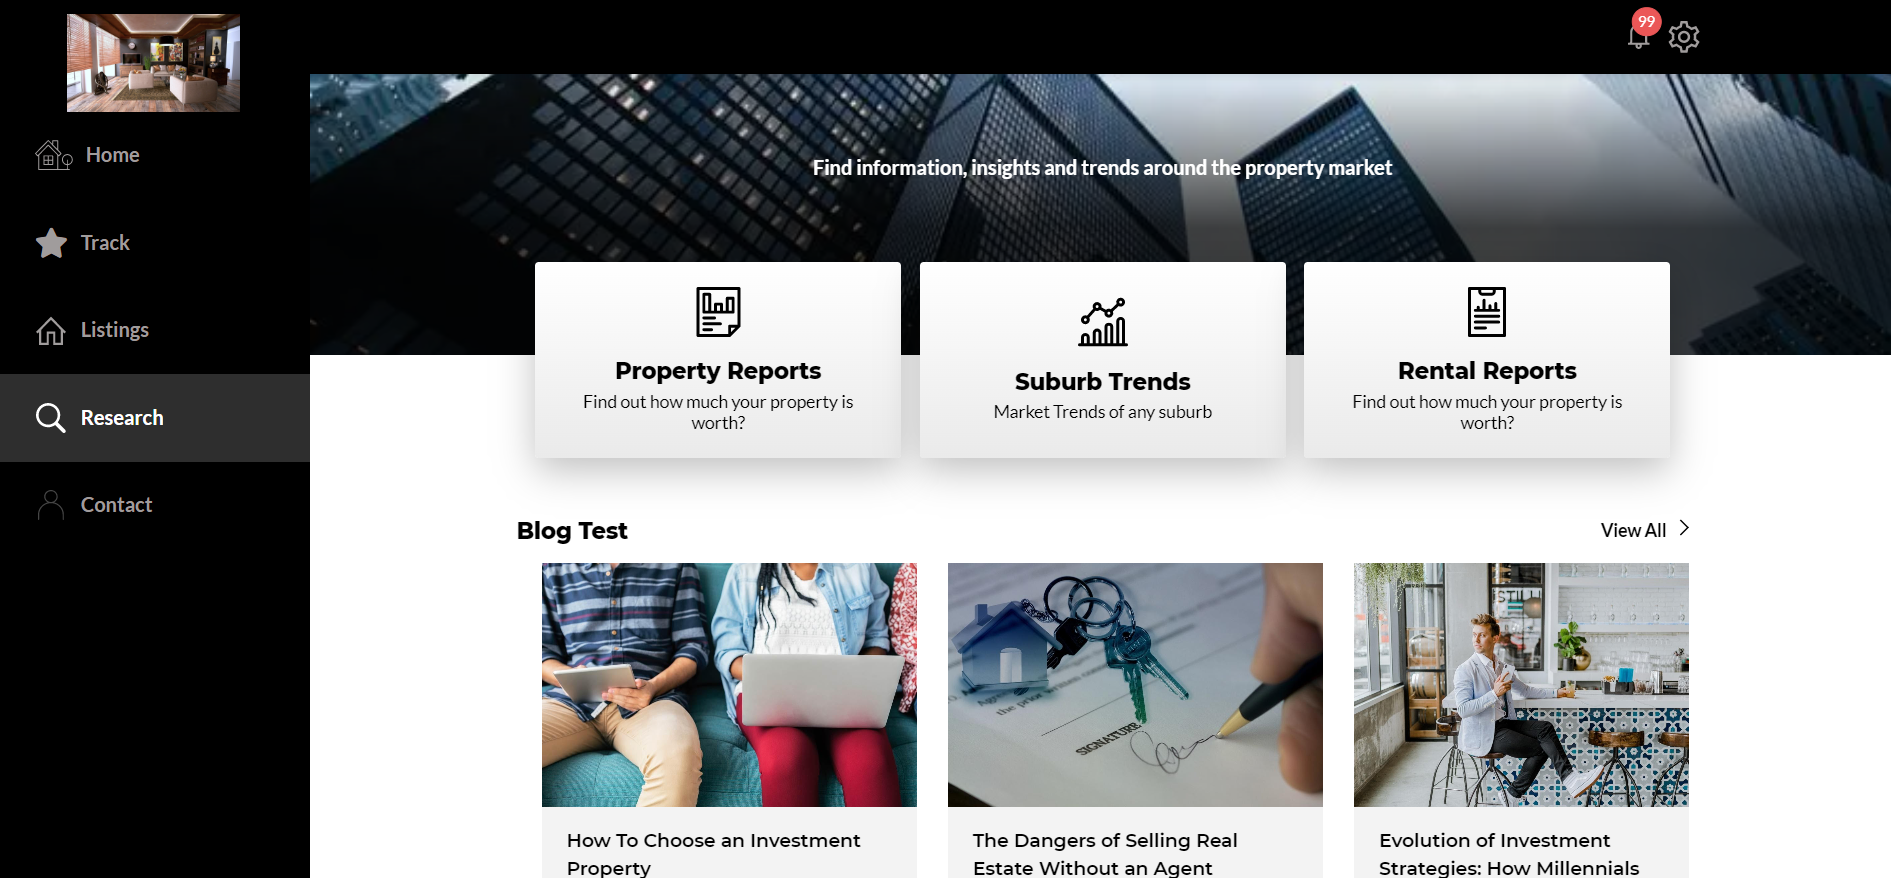 99
Home
Track
Listings
Research
Contact
Find information, insights and trends around the property market
Property Reports
Find out how much your property is
worth?
Suburb Trends
Market Trends of any suburb
Rental Reports
Find out how much your property is
worth?
Blog Test
View All
the prior
SIGNATURE
STILL
How To Choose an Investment
Property
The Dangers of Selling Real
Estate Without an Agent
Evolution of Investment
Strategies: How Millennials